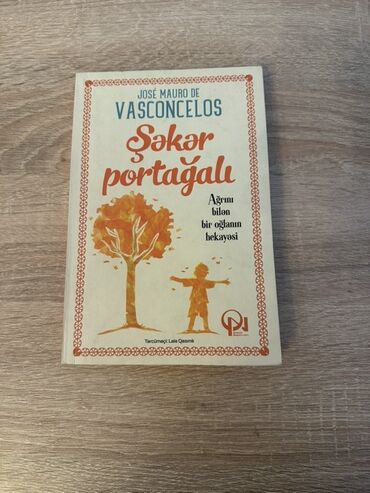 JOSÉ MAURO DE
VASCONCELOS
Şəkər
portağalı
Ağrını
bilən
bir oğlanın
hekayəsi
Tərcüməçi: Lalə Qasımlı